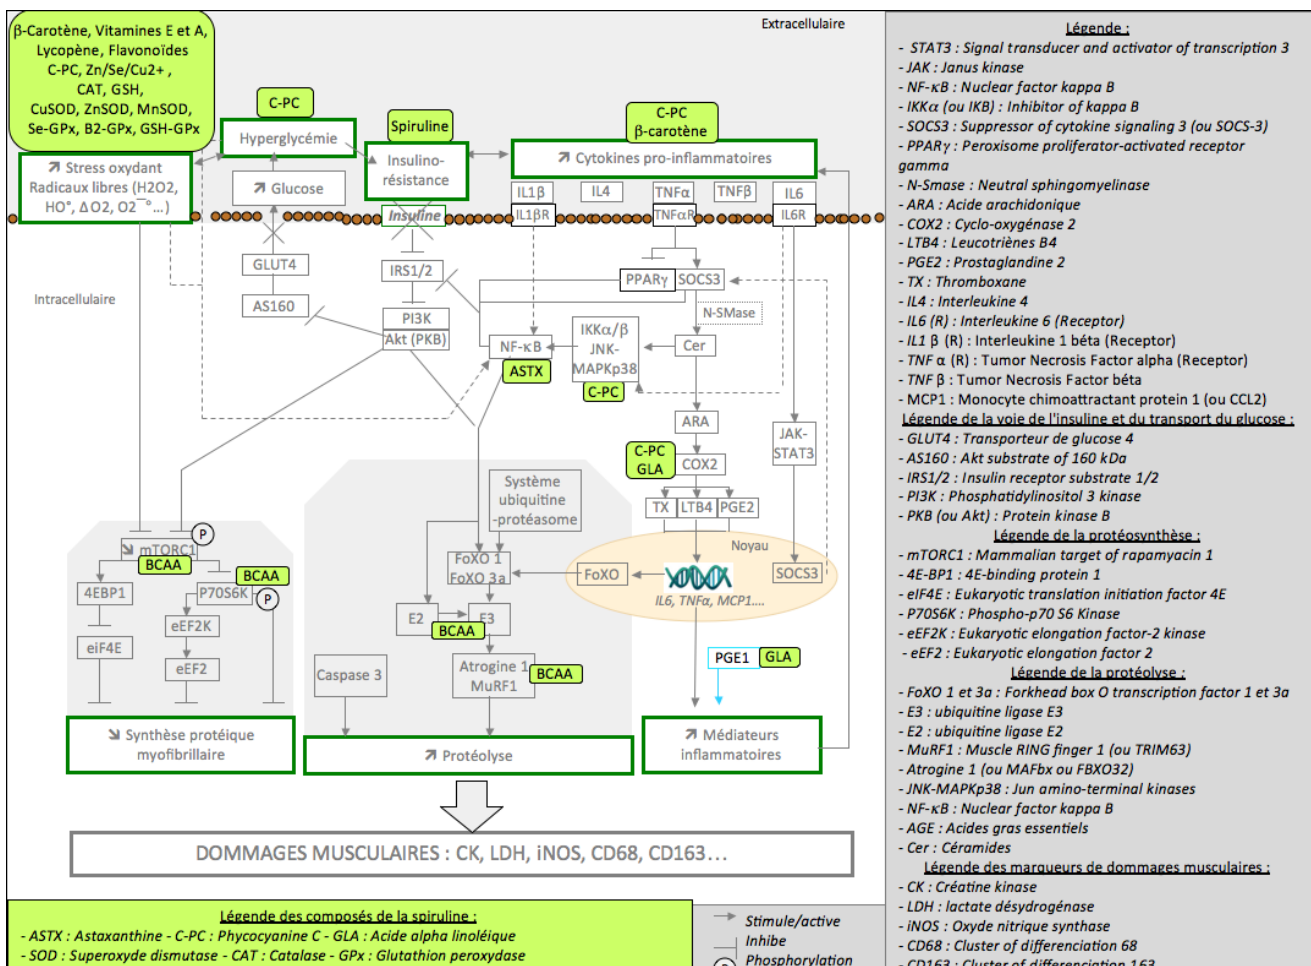 β-Carotène, Vitamines E et A,
Lycopène, Flavonoïdes
C-PC, Zn/Se/Cu2+ ,
CAT, GSH,
CuSOD, ZnSOD, MnSOD,
Se-GPx, B2-GPx, GSH-GPx
↗ Stress oxydant
Radicaux libres (H2O2,
HO°, ΔO2, O2¯°...)
C-PC
Hyperglycémie
↗ Glucose
Spiruline
Insulino-
résistance
Insuline
Extracellulaire
C-PC
β-carotène
↗ Cytokines pro-inflammatoires
IL1β
IL4
TNFα
TNFβ
IL6
IL1βR
TNFαR
IL6R
Intracellulaire
GLUT4
AS160
IRS1/2
PI3K
Akt (PKB)
PPARγ
SOCS3
N-SMase
NF-κB
ASTX
IKKα/β
JNK-
MAPKp38
C-PC
Cer
ARA
C-PC
GLA
COX2
JAK-
STAT3
TX
LTB4
PGE2
Noyau
Système
ubiquitine
-protéasome
FoXO 1
FoXO 3a
FoXO
SOCS3
IL6, TNFα, MCP1....
P
↘ mTORC1
BCAA
BCAA
4EBP1
P70S6K
P
eEF2K
eiF4E
eEF2
E2
E3
BCAA
Caspase 3
Atrogine 1
MuRF1
BCAA
PGE1
GLA
↘ Synthèse protéique
myofibrillaire
↗ Protéolyse
↗ Médiateurs
inflammatoires
DOMMAGES MUSCULAIRES : CK, LDH, iNOS, CD68, CD163...
Légende des composés de la spiruline :
- ASTX : Astaxanthine - C-PC : Phycocyanine C - GLA : Acide alpha linoléique
- SOD : Superoxyde dismutase - CAT : Catalase - GPx : Glutathion peroxydase
Stimule/active
Inhibe
P Phosphorylation
Légende :
- STAT3 : Signal transducer and activator of transcription 3
- JAK : Janus kinase
- NF-κB : Nuclear factor kappa B
- IKKα (ou IKB) : Inhibitor of kappa B
- SOCS3 : Suppressor of cytokine signaling 3 (ou SOCS-3)
- PPARγ : Peroxisome proliferator-activated receptor
gamma
- N-Smase : Neutral sphingomyelinase
- ARA : Acide arachidonique
- COX2 : Cyclo-oxygénase 2
- LTB4 : Leucotriènes B4
- PGE2 : Prostaglandine 2
- TX : Thromboxane
- IL4 : Interleukine 4
- IL6 (R) : Interleukine 6 (Receptor)
- IL1 β (R) : Interleukine 1 béta (Receptor)
- TNF α (R) : Tumor Necrosis Factor alpha (Receptor)
- TNF β : Tumor Necrosis Factor béta
- MCP1 : Monocyte chimoattractant protein 1 (ou CCL2)
Légende de la voie de l'insuline et du transport du glucose :
- GLUT4 : Transporteur de glucose 4
- AS160 : Akt substrate of 160 kDa
- IRS1/2 : Insulin receptor substrate 1/2
- PI3K : Phosphatidylinositol 3 kinase
- PKB (ou Akt) : Protein kinase B
Légende de la protéosynthèse :
- mTORC1 : Mammalian target of rapamyacin 1
- 4E-BP1 : 4E-binding protein 1
- eIF4E : Eukaryotic translation initiation factor 4E
- P70S6K : Phospho-p70 S6 Kinase
- eEF2K : Eukaryotic elongation factor-2 kinase
- eEF2 : Eukaryotic elongation factor 2
Légende de la protéolyse :
- FoXO 1 et 3a : Forkhead box O transcription factor 1 et 3a
- E3 : ubiquitine ligase E3
- E2 : ubiquitine ligase E2
- MuRF1 : Muscle RING finger 1 (ou TRIM63)
- Atrogine 1 (ou MAFbx ou FBXO32)
- JNK-MAPKp38 : Jun amino-terminal kinases
- NF-κB : Nuclear factor kappa B
- AGE : Acides gras essentiels
- Cer : Céramides
Légende des marqueurs de dommages musculaires :
- CK : Créatine kinase
- LDH : lactate désydrogénase
- iNOS : Oxyde nitrique synthase
- CD68 : Cluster of differenciation 68
- CD163 : Cluster of differenciation 163